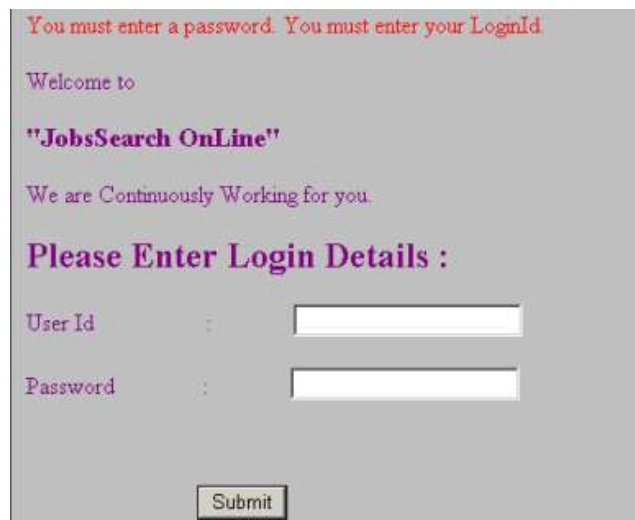 You must enter a password. You must enter your LoginId.
Welcome to
"JobsSearch OnLine"
We are Continuously Working for you.
Please Enter Login Details :
User Id :
Password :
Submit